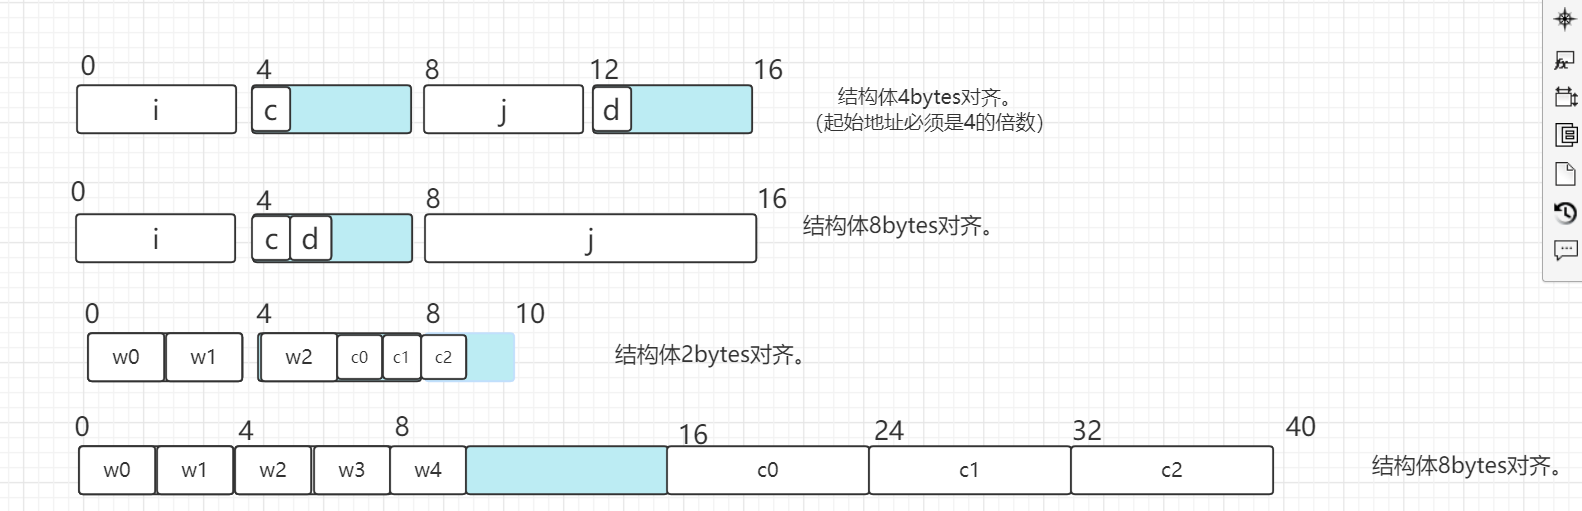 0 4 8 12 16
i c j d
结构体4bytes对齐。
（起始地址必须是4的倍数）
0 4 8 16
i c d j
结构体8bytes对齐。
0 4 8 10
w0 w1 w2 c0 c1 c2
结构体2bytes对齐。
0 4 8 16 24 32 40
w0 w1 w2 w3 w4 c0 c1 c2
结构体8bytes对齐。